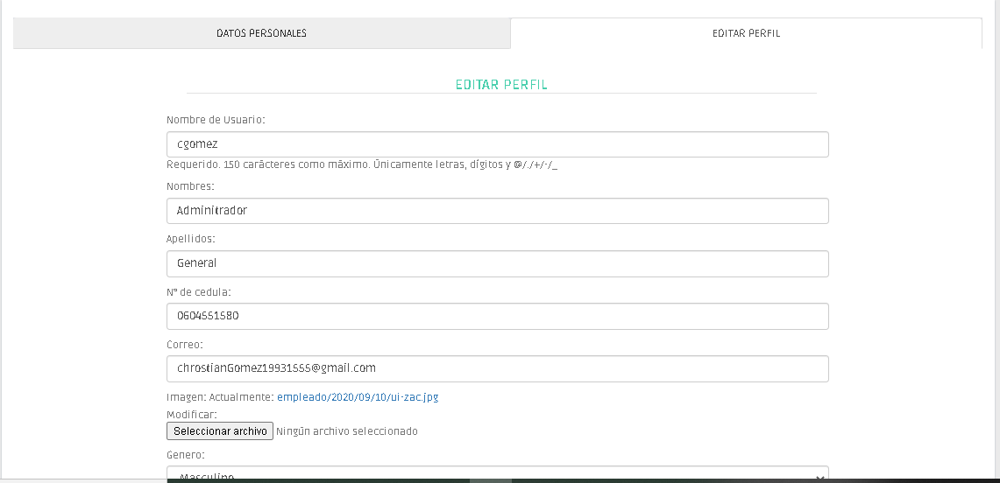 DATOS PERSONALES
EDITAR PERFIL
EDITAR PERFIL
Nombre de Usuario:
cgomez
Requerido. 150 carácteres como máximo. Únicamente letras, dígitos y @/./+/-/_
Nombres:
Adminitrador
Apellidos:
General
N° de cedula:
0604551580
Correo:
chrostianGomez19931555@gmail.com
Imagen: Actualmente: empleado/2020/09/10/ui-zac.jpg
Modificar:
Seleccionar archivo Ningún archivo seleccionado
Genero:
Masculino